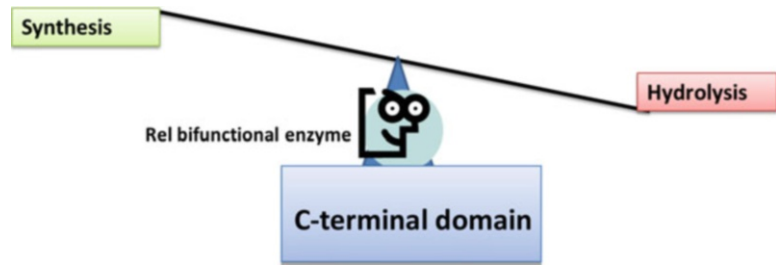 Synthesis
Hydrolysis
Rel bifunctional enzyme
C-terminal domain